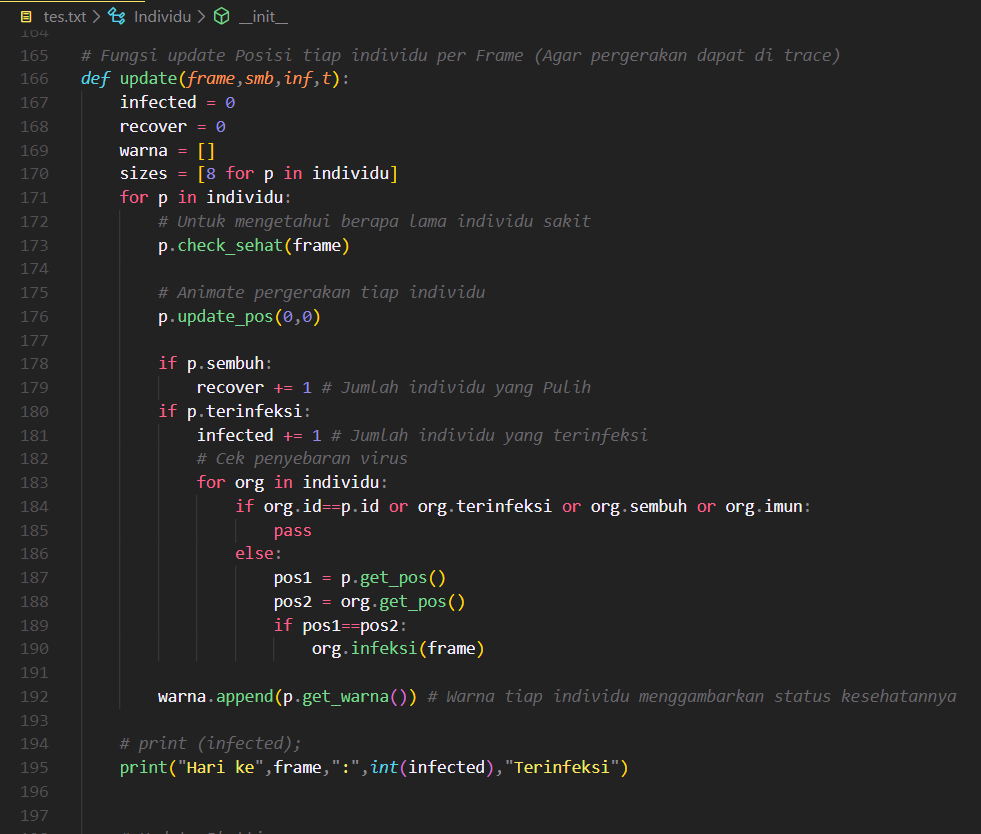 tes.txt > Individu > __init__
164
165 # Fungsi update Posisi tiap individu per Frame (Agar pergerakan dapat di trace)
166 def update(frame,smb,inf,t):
167     infected = 0
168     recover = 0
169     warna = []
170     sizes = [8 for p in individu]
171     for p in individu:
172         # Untuk mengetahui berapa lama individu sakit
173         p.check_sehat(frame)
174
175         # Animate pergerakan tiap individu
176         p.update_pos(0,0)
177
178         if p.sembuh:
179             recover += 1 # Jumlah individu yang Pulih
180         if p.terinfeksi:
181             infected += 1 # Jumlah individu yang terinfeksi
182             # Cek penyebaran virus
183             for org in individu:
184                 if org.id==p.id or org.terinfeksi or org.sembuh or org.imun:
185                     pass
186                 else:
187                     pos1 = p.get_pos()
188                     pos2 = org.get_pos()
189                     if pos1==pos2:
190                         org.infeksi(frame)
191
192         warna.append(p.get_warna()) # Warna tiap individu menggambarkan status kesehatannya
193
194     # print (infected);
195     print("Hari ke",frame,":",int(infected),"Terinfeksi")
196
197